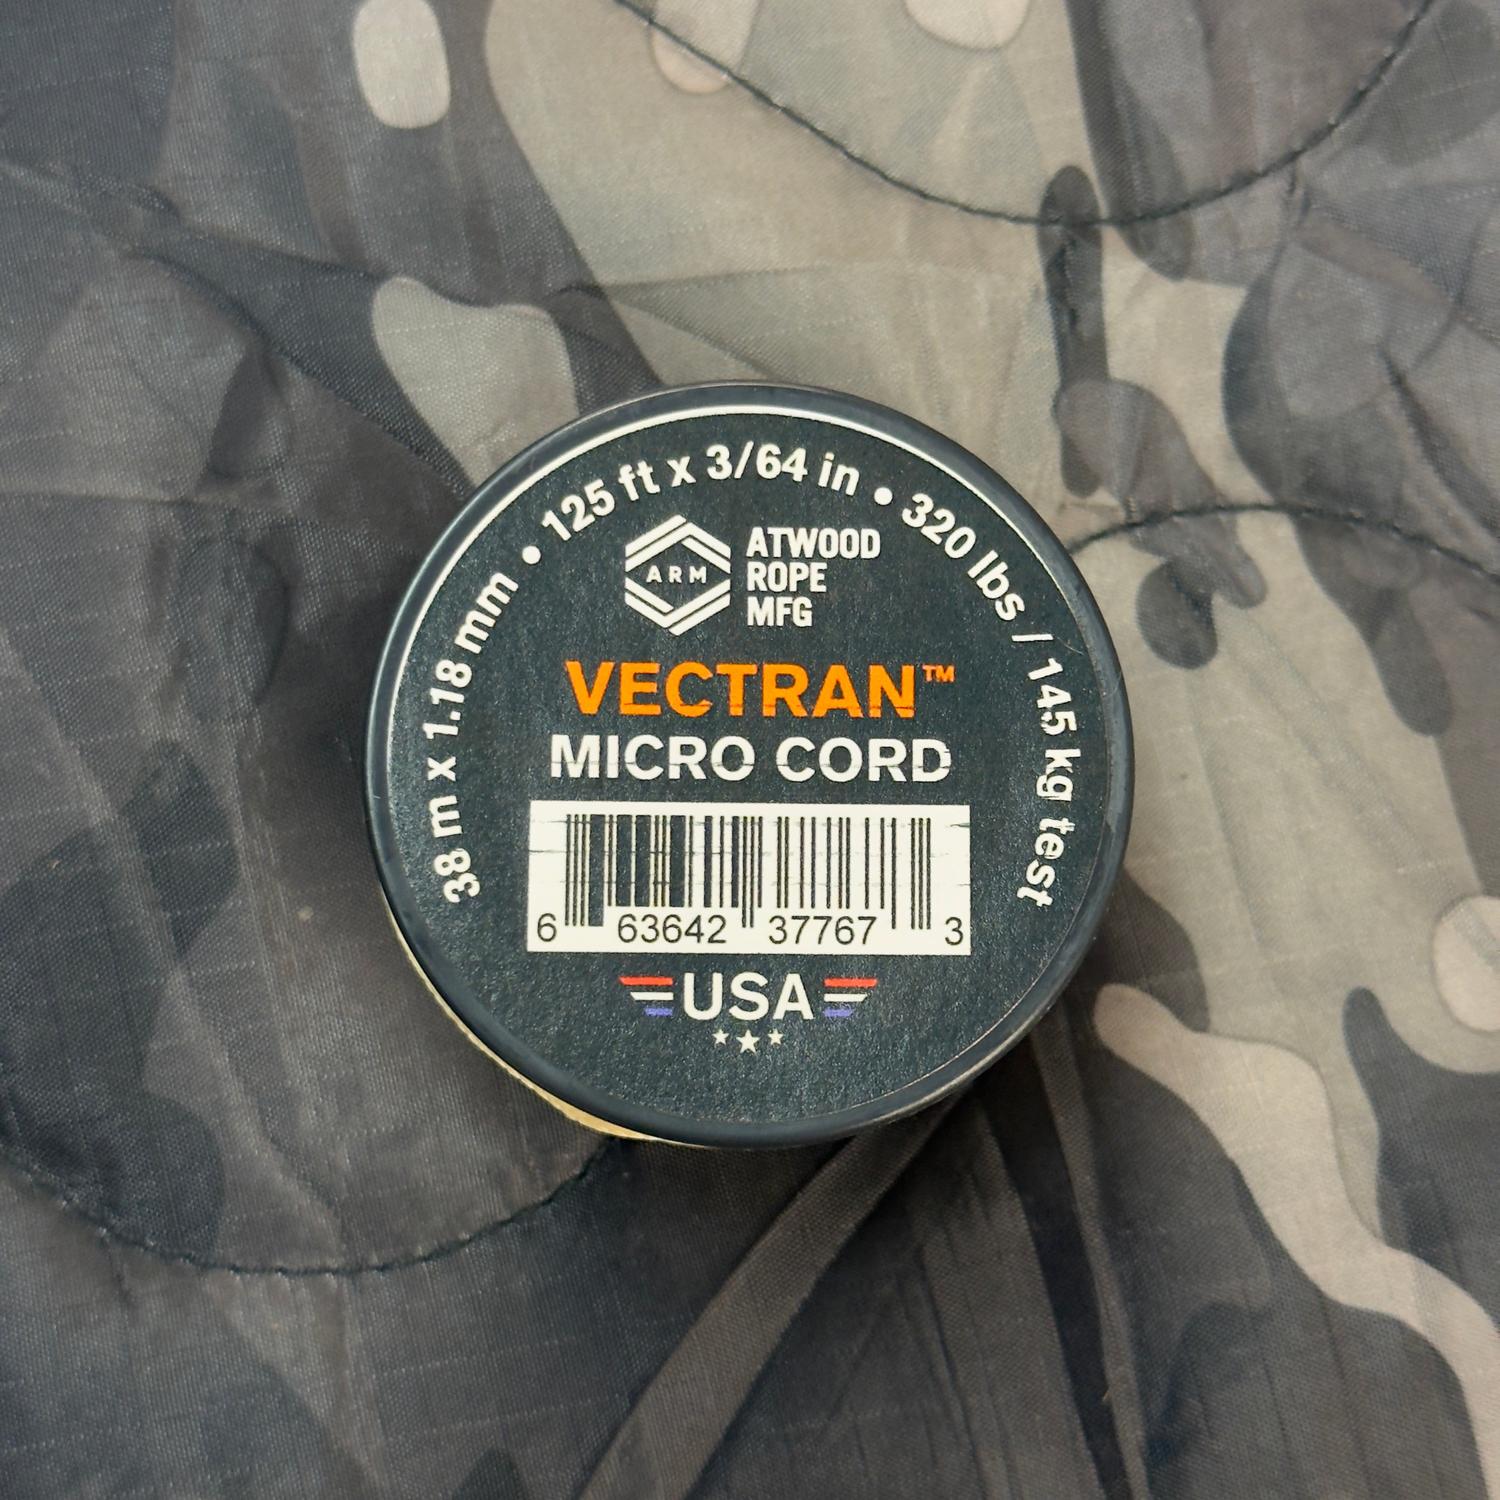 38 m x 1.18 mm • 125 ft x 3/64 in • 320 lbs / 145 kg test
ARM
ATWOOD
ROPE
MFG
VECTRAN™
MICRO CORD
6 63642 37767 3
USA